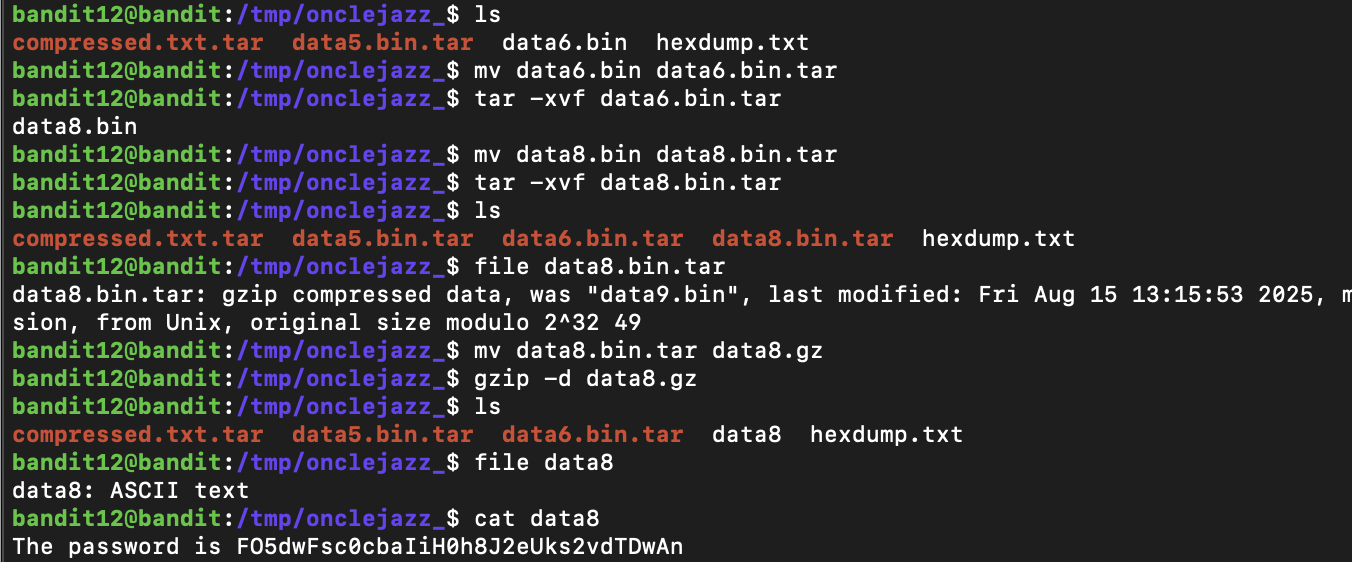 bandit12@bandit:/tmp/onclejazz_$ ls
compressed.txt.tar  data5.bin.tar  data6.bin  hexdump.txt
bandit12@bandit:/tmp/onclejazz_$ mv data6.bin data6.bin.tar
bandit12@bandit:/tmp/onclejazz_$ tar -xvf data6.bin.tar
data8.bin
bandit12@bandit:/tmp/onclejazz_$ mv data8.bin data8.bin.tar
bandit12@bandit:/tmp/onclejazz_$ tar -xvf data8.bin.tar
bandit12@bandit:/tmp/onclejazz_$ ls
compressed.txt.tar  data5.bin.tar  data6.bin.tar  data8.bin.tar  hexdump.txt
bandit12@bandit:/tmp/onclejazz_$ file data8.bin.tar
data8.bin.tar: gzip compressed data, was "data9.bin", last modified: Fri Aug 15 13:15:53 2025, m
sion, from Unix, original size modulo 2^32 49
bandit12@bandit:/tmp/onclejazz_$ mv data8.bin.tar data8.gz
bandit12@bandit:/tmp/onclejazz_$ gzip -d data8.gz
bandit12@bandit:/tmp/onclejazz_$ ls
compressed.txt.tar  data5.bin.tar  data6.bin.tar  data8  hexdump.txt
bandit12@bandit:/tmp/onclejazz_$ file data8
data8: ASCII text
bandit12@bandit:/tmp/onclejazz_$ cat data8
The password is FO5dwFsc0cbaIiH0h8J2eUks2vdTDwAn